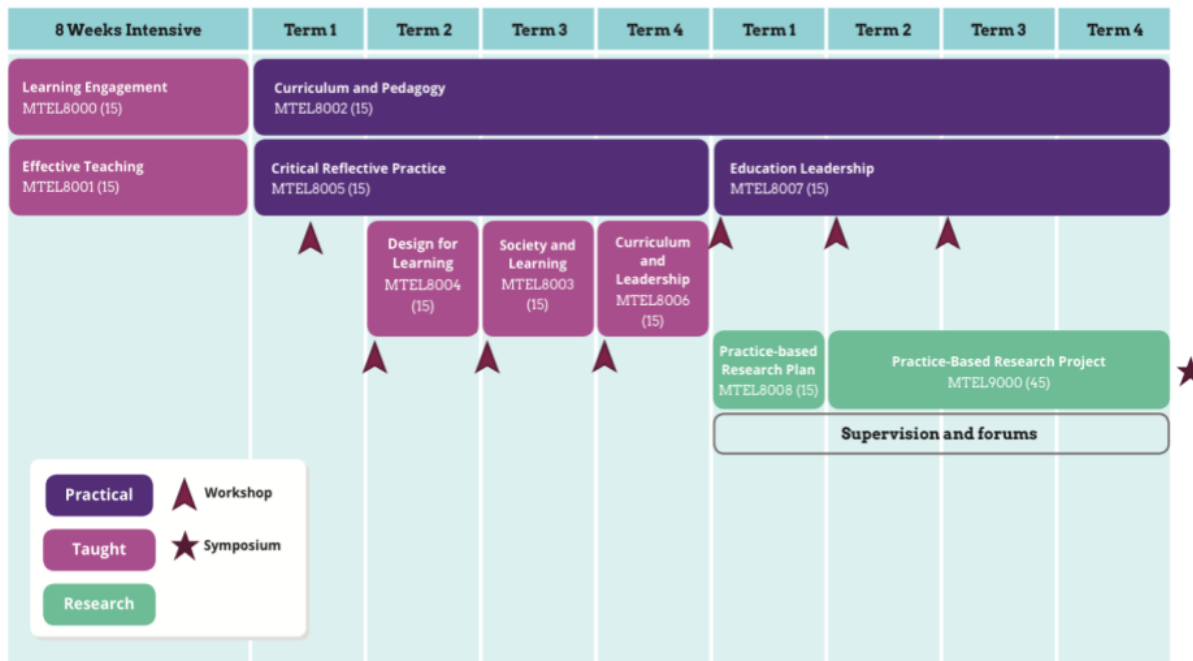 8 Weeks Intensive
Term 1
Term 2
Term 3
Term 4
Term 1
Term 2
Term 3
Term 4
Learning Engagement
MTEL8000 (15)
Curriculum and Pedagogy
MTEL8002 (15)
Effective Teaching
MTEL8001 (15)
Critical Reflective Practice
MTEL8005 (15)
Education Leadership
MTEL8007 (15)
Design for
Learning
MTEL8004
(15)
Society and
Learning
MTEL8003
(15)
Curriculum
and
Leadership
MTEL8006
(15)
Practice-based
Research Plan
MTEL8008 (15)
Practice-Based Research Project
MTEL9000 (45)
Supervision and forums
Practical
Workshop
Taught
Symposium
Research